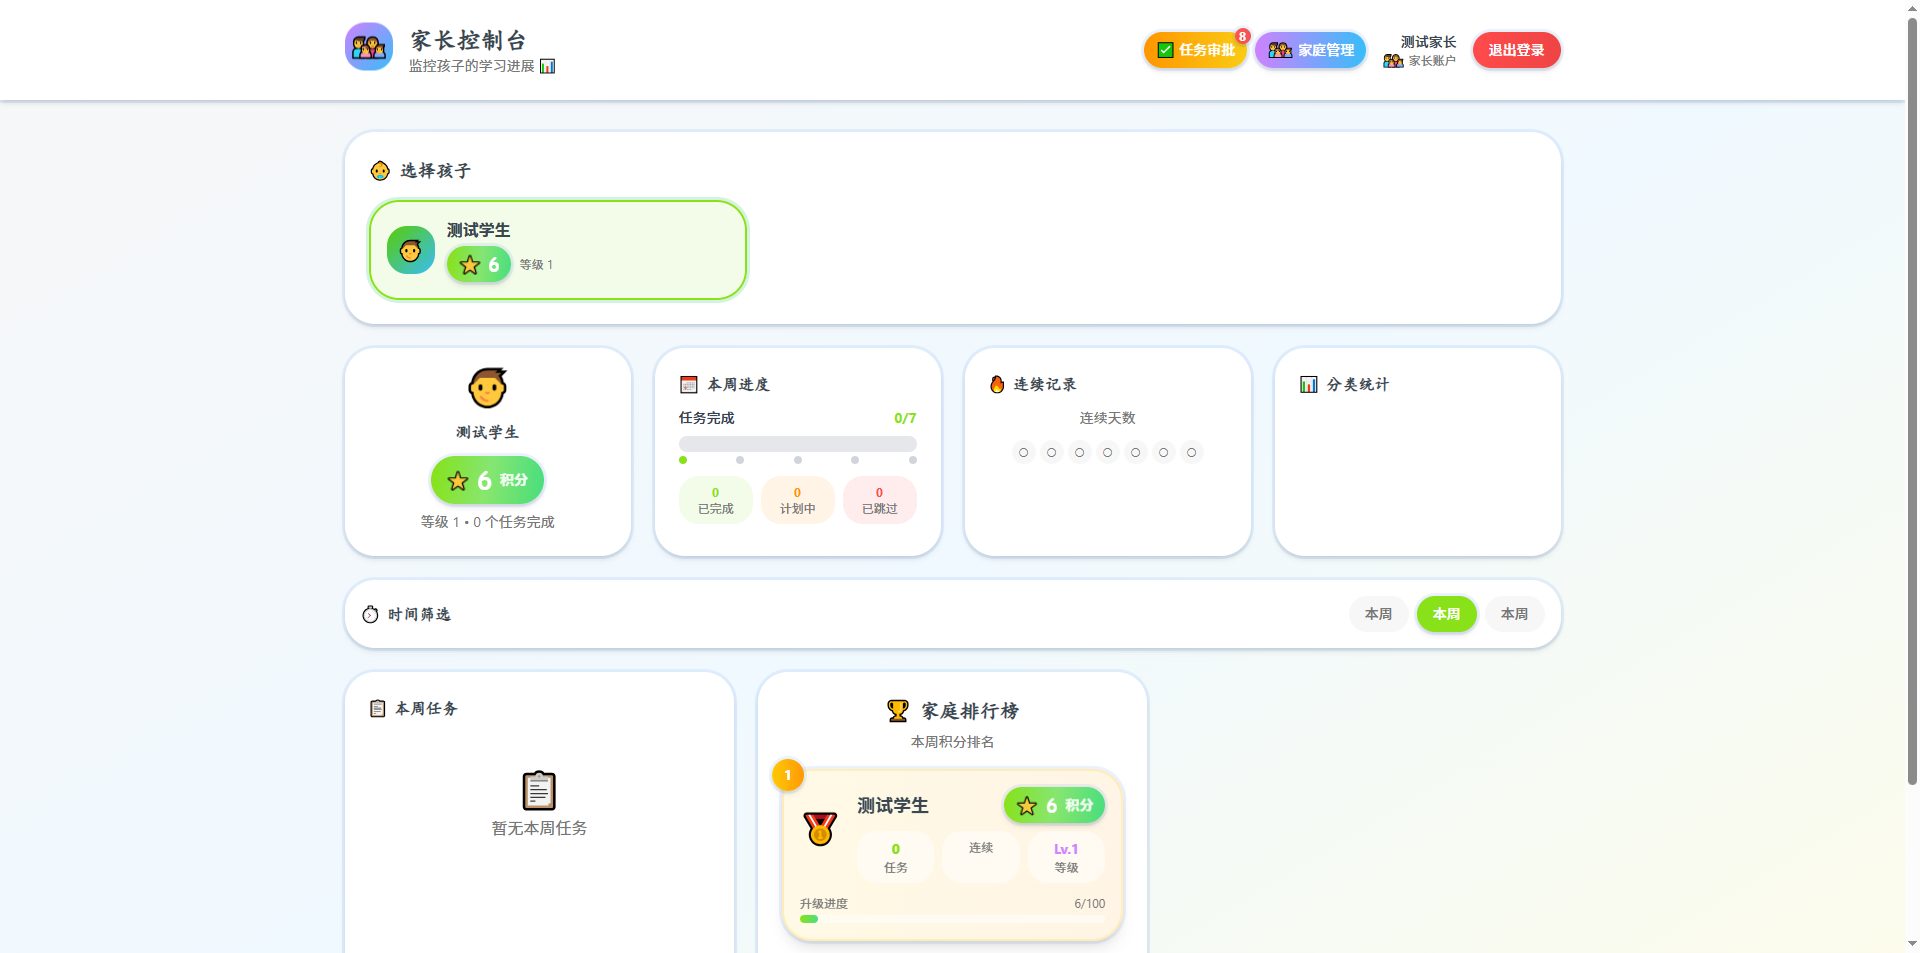 家长控制台
监控孩子的学习进展
任务审批
8
家庭管理
测试家长
家长账户
退出登录
选择孩子
测试学生
6
等级 1
测试学生
6 积分
等级 1 • 0 个任务完成
本周进度
任务完成
0/7
0
已完成
0
计划中
0
已跳过
连续记录
连续天数
分类统计
时间筛选
本周
本周
本周
本周任务
暂无本周任务
家庭排行榜
本周积分排名
1
测试学生
6 积分
0
任务
连续
Lv.1
等级
升级进度
6/100